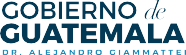 GOBIERNO de
GUATEMALA
DR. ALEJANDRO GIAMMATTEI